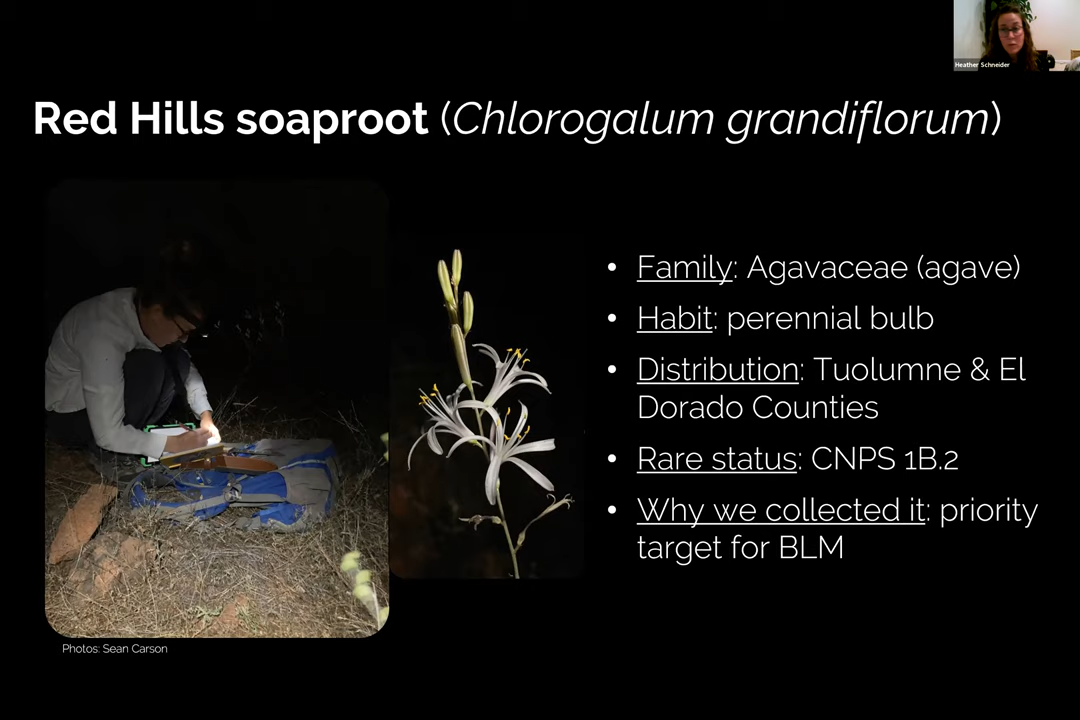 Heather Schneider
Red Hills soaproot (Chlorogalum grandiflorum)
• Family: Agavaceae (agave)
• Habit: perennial bulb
• Distribution: Tuolumne & El
Dorado Counties
• Rare status: CNPS 1B.2
• Why we collected it: priority
target for BLM
Photos: Sean Carson